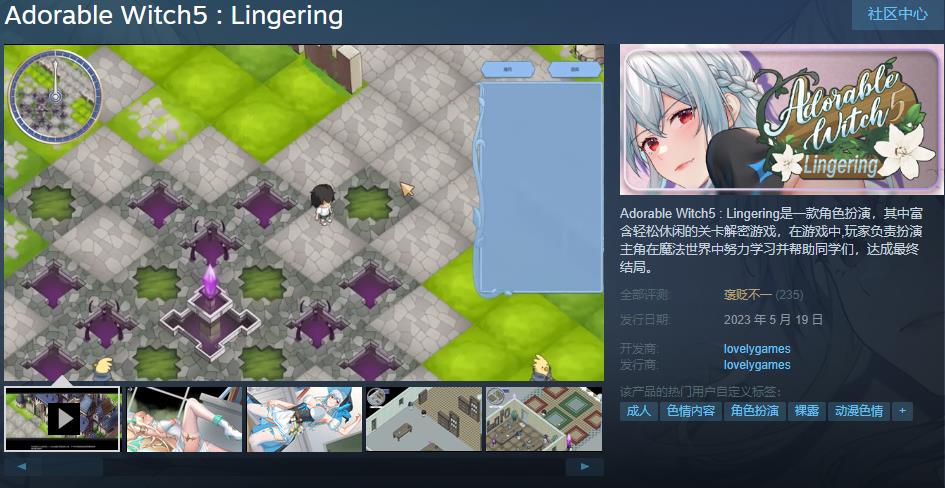 Adorable Witch5 : Lingering
社区中心
Adorable
Witch 5
Lingering
Adorable Witch5 : Lingering是一款角色扮演，其中富
含轻松休闲的关卡解密游戏，在游戏中,玩家负责扮演
主角在魔法世界中努力学习并帮助同学们，达成最终
结局。
全部评测:
褒贬不一 (235)
发行日期:
2023 年 5 月 19 日
开发商:
lovelygames
发行商:
lovelygames
该产品的热门用户自定义标签:
成人 色情内容 角色扮演 裸露 动漫色情 +